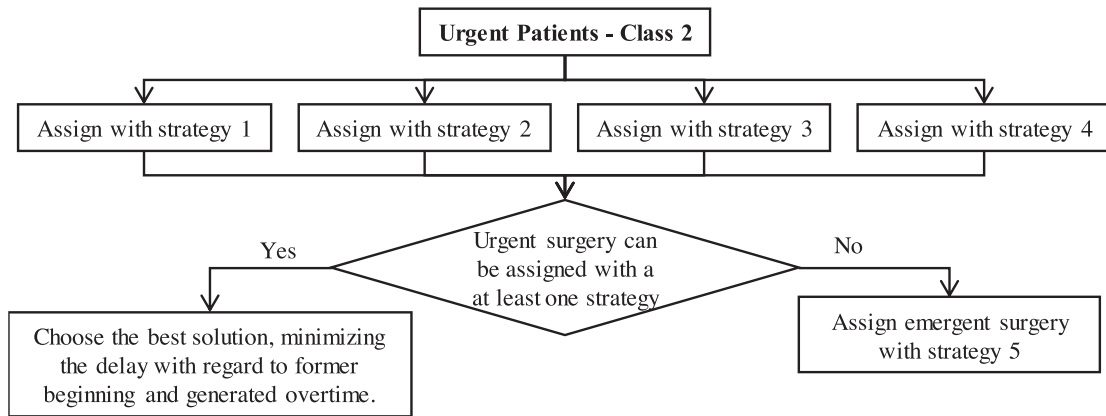 Urgent Patients - Class 2
Assign with strategy 1
Assign with strategy 2
Assign with strategy 3
Assign with strategy 4
Yes
Urgent surgery can
be assigned with a
at least one strategy
No
Choose the best solution, minimizing
the delay with regard to former
beginning and generated overtime.
Assign emergent surgery
with strategy 5